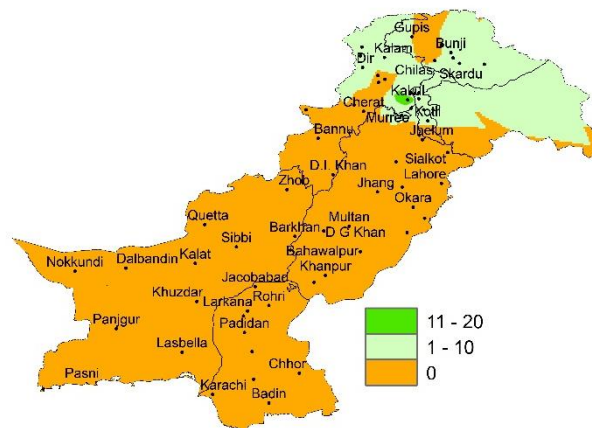 Gupis
Kalam
Bunji
Dir
Chilas
Skardu
Kakul
Cherat
Murree
Kotli
Bannu
Jhelum
Sialkot
D.I. Khan
Lahore
Zhob
Jhang
Okara
Quetta
Multan
Barkhan
D G Khan
Sibbi
Bahawalpur
Kalat
Dalbandin
Nokkundi
Khanpur
Jacobabad
Khuzdar
Larkana
Rohri
11 - 20
Panjgur
Padidan
1 - 10
Lasbella
Chhor
0
Pasni
Karachi
Badin